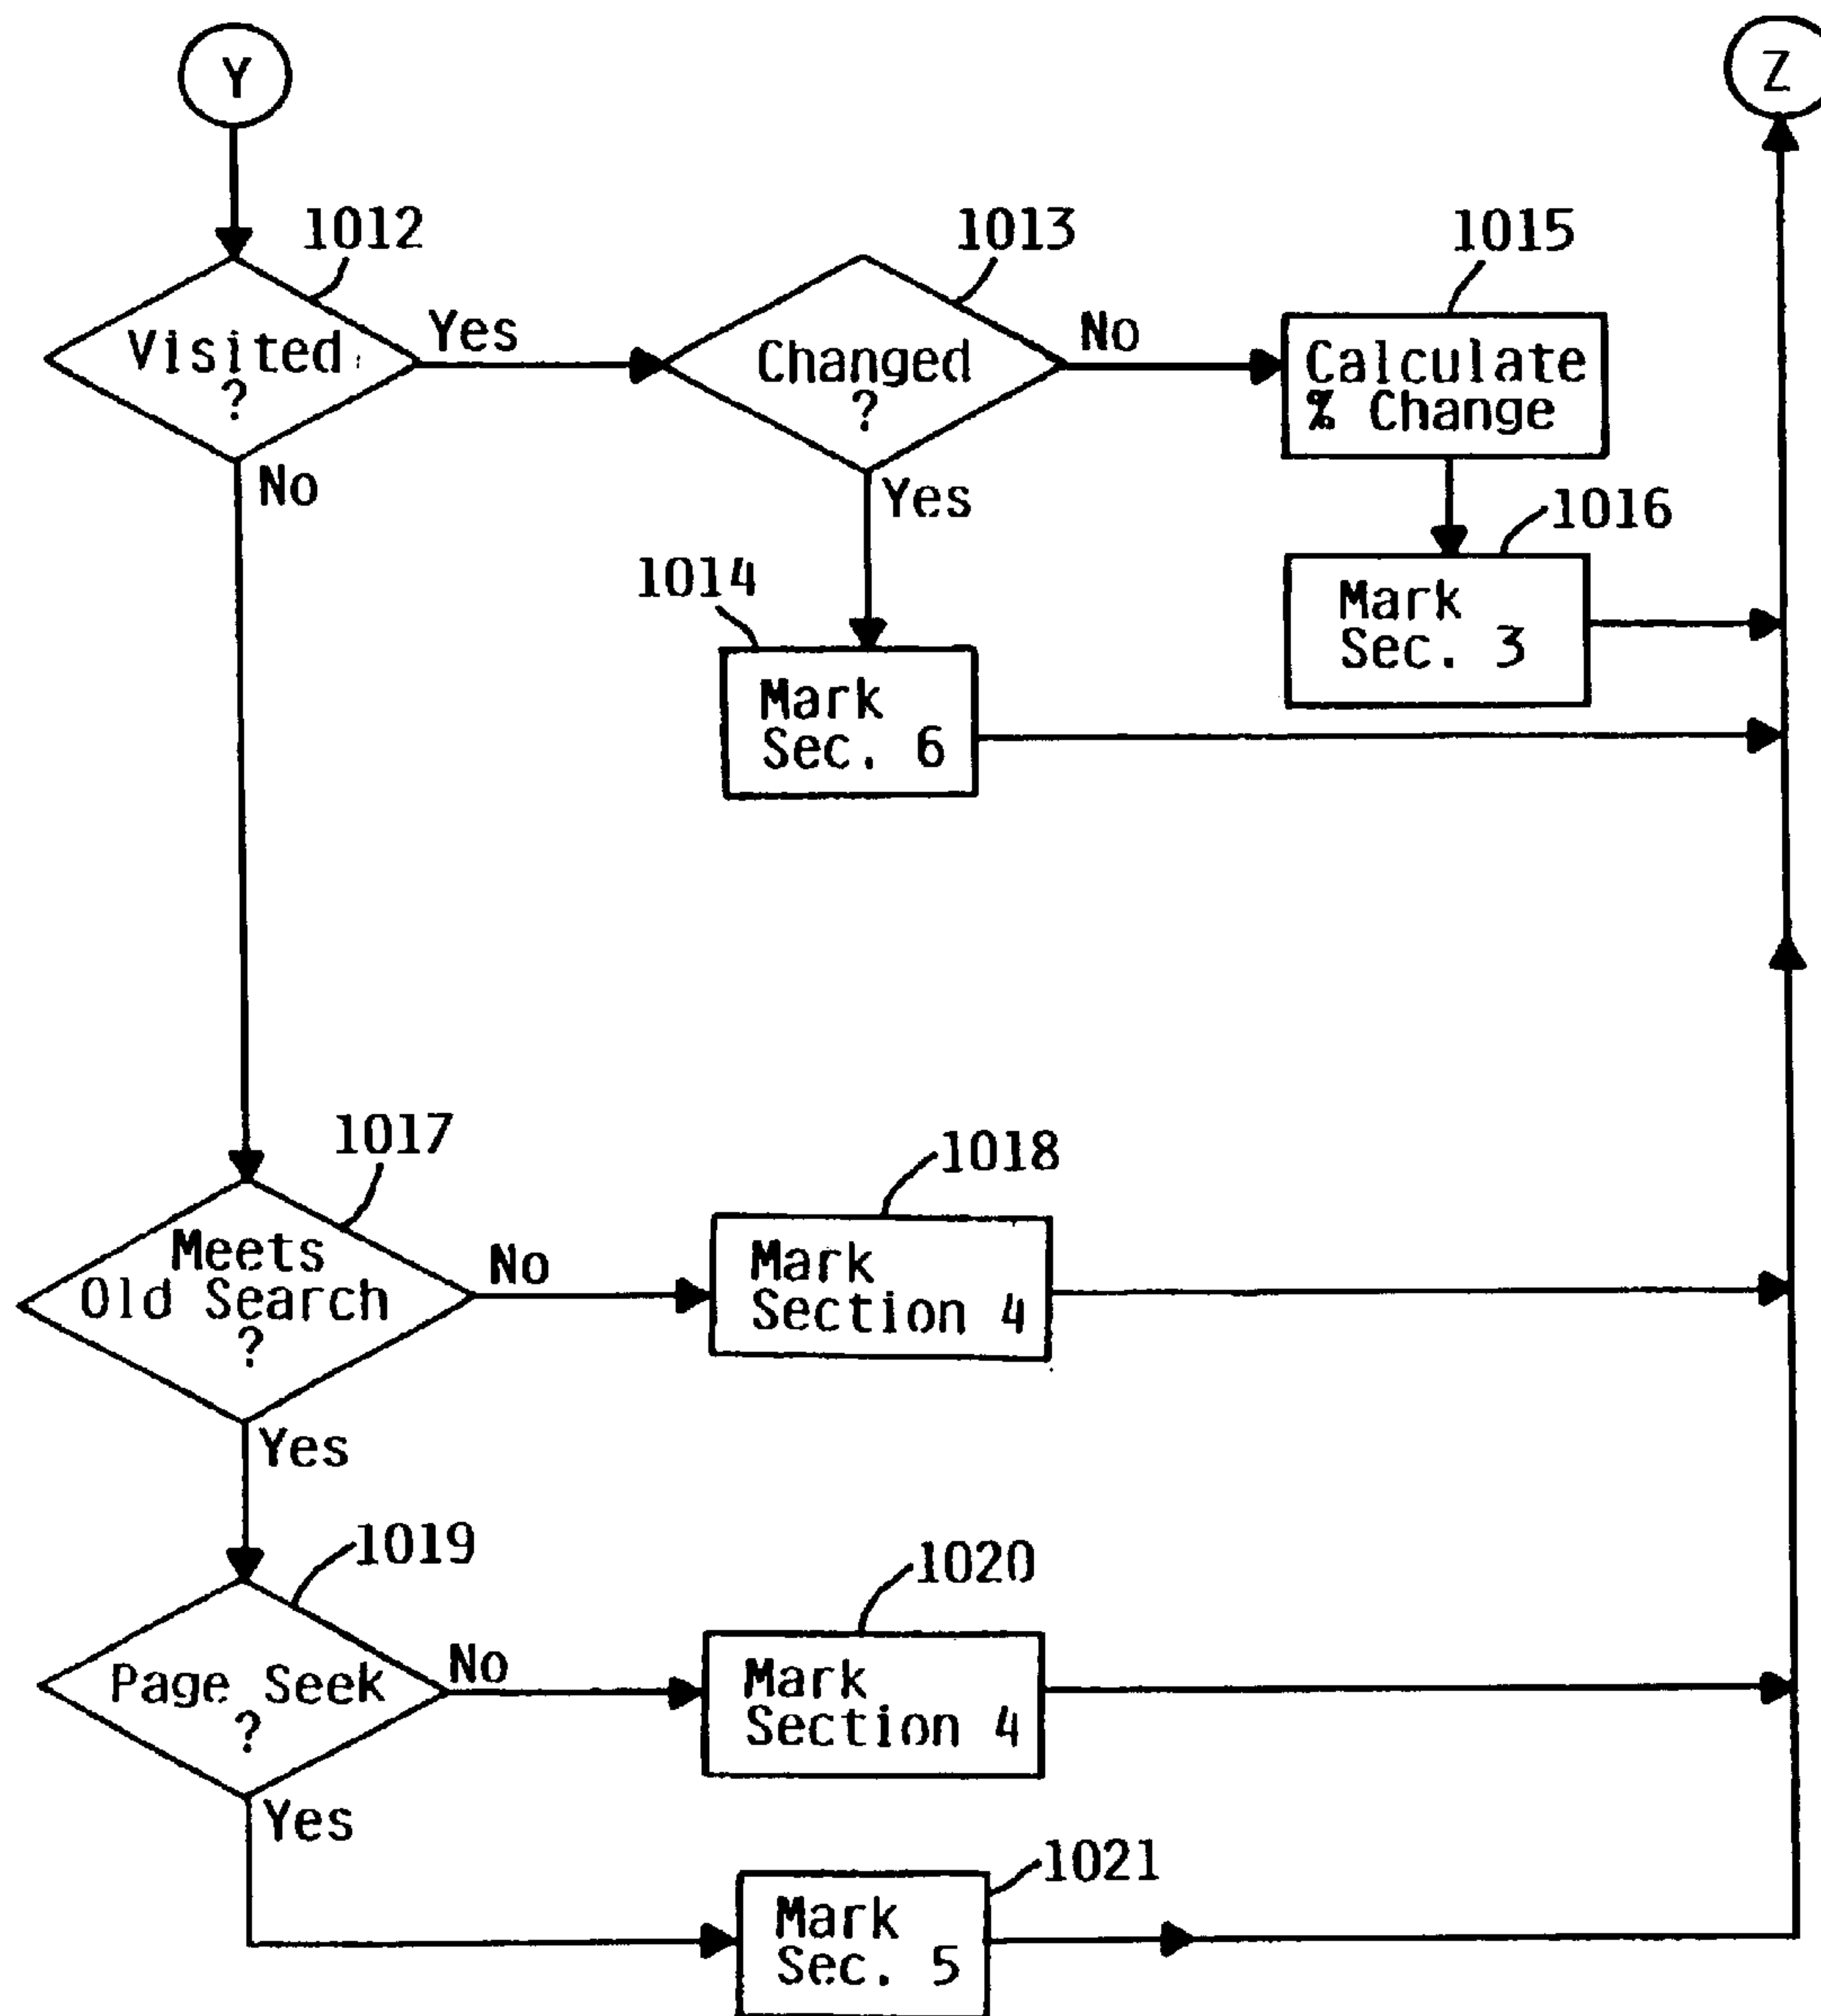 Y
Z
1012
1013
1015
Visited
?
Yes
No
Changed
?
No
Yes
Calculate
% Change
1016
Mark
Sec. 3
1014
Mark
Sec. 6
1017
Meets
Old Search
?
No
Yes
1018
Mark
Section 4
1019
Page Seek
?
No
Yes
1020
Mark
Section 4
1021
Mark
Sec. 5